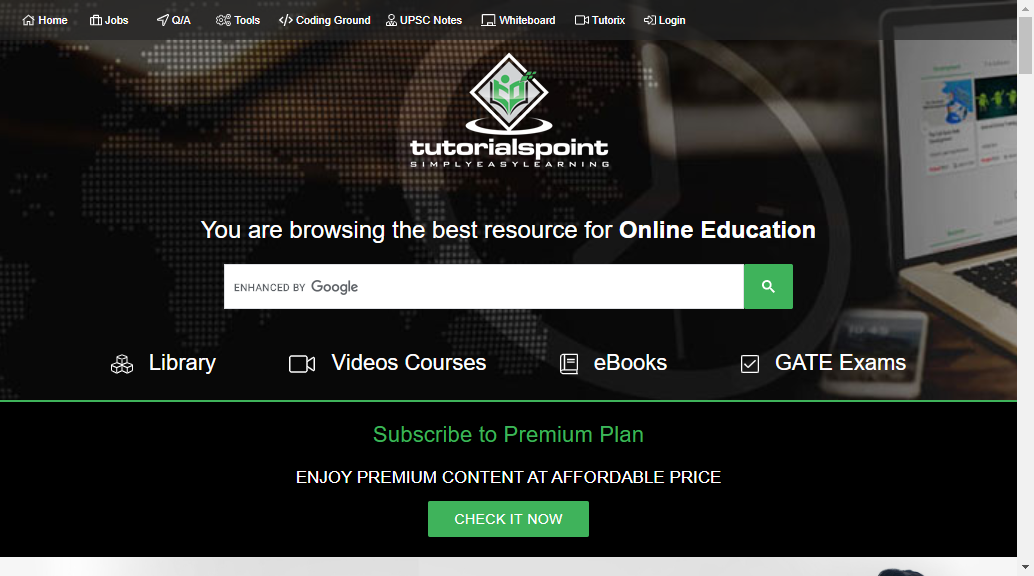 Home Jobs Q/A Tools Coding Ground UPSC Notes Whiteboard Tutorix Login
tutorialspoint
SIMPLYEASYLEARNING
You are browsing the best resource for Online Education
ENHANCED BY Google
Library Videos Courses eBooks GATE Exams
Subscribe to Premium Plan
ENJOY PREMIUM CONTENT AT AFFORDABLE PRICE
CHECK IT NOW